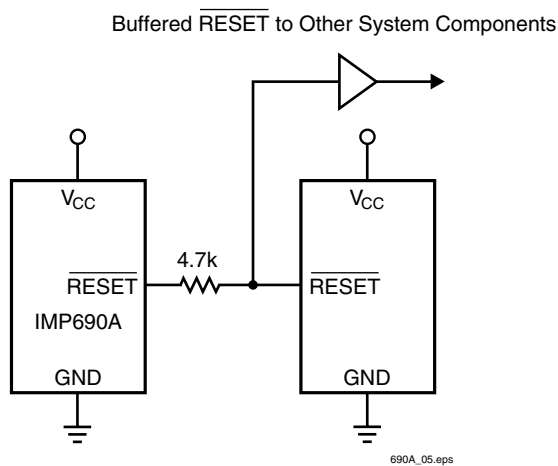 Buffered RESET to Other System Components
VCC
VCC
4.7k
RESET
RESET
IMP690A
GND
GND
690A_05.eps